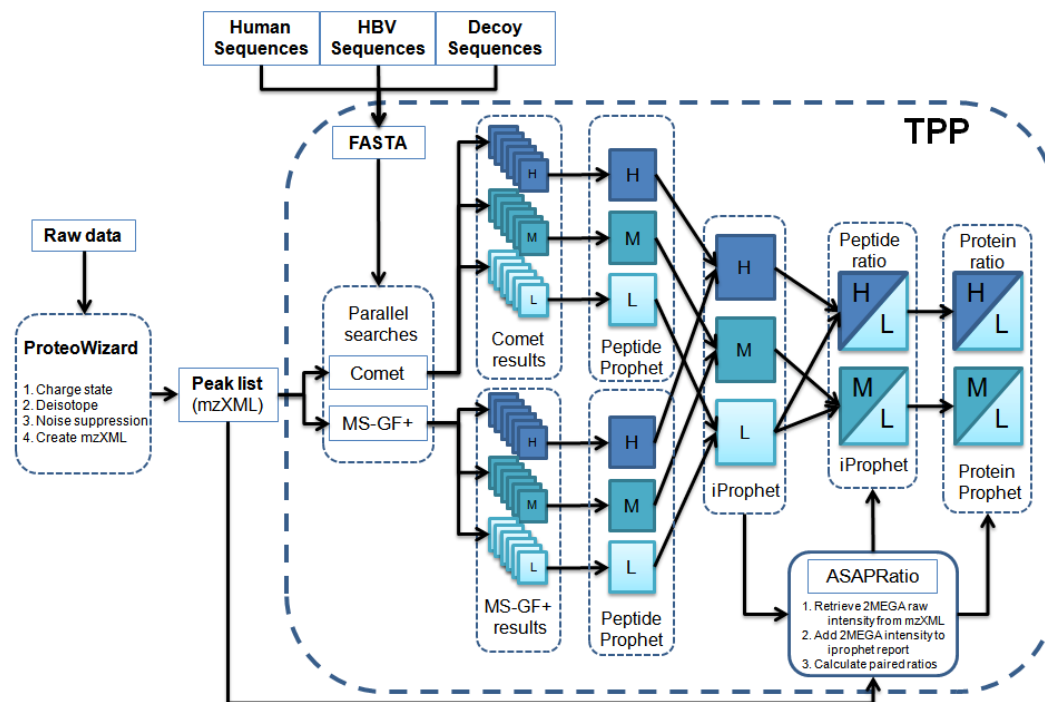 Human
Sequences
HBV
Sequences
Decoy
Sequences
TPP
FASTA
Raw data
ProteoWizard
1. Charge state
2. Deisotope
3. Noise suppression
4. Create mzXML
Peak list
(mzXML)
Parallel
searches
Comet
MS-GF+
H
M
L
Comet
results
H
M
L
Peptide
Prophet
H
M
L
MS-GF+
results
H
M
L
Peptide
Prophet
H
M
L
iProphet
Peptide
ratio
H
L
M
L
iProphet
Protein
ratio
H
L
M
L
Protein
Prophet
ASAPRatio
1. Retrieve 2MEGA raw
intensity from mzXML
2. Add 2MEGA intensity to
iprophet report
3. Calculate paired ratios